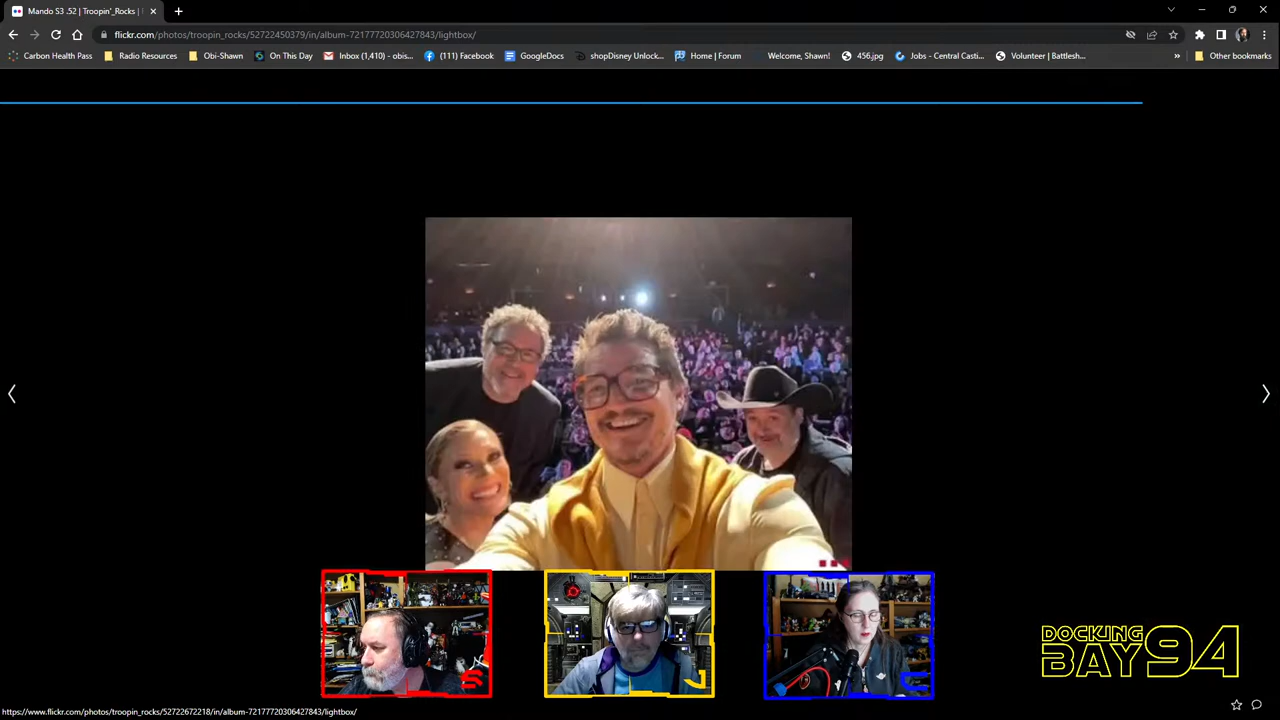 Mando S3 .52 | Troopin'_Rocks |
flickr.com/photos/troopin_rocks/52722450379/in/album-72177720306427843/lightbox/
Carbon Health Pass
Radio Resources
Obi-Shawn
On This Day
Inbox (1,410) - obis...
(111) Facebook
GoogleDocs
shopDisney Unlock...
Home | Forum
Welcome, Shawn!
456.jpg
Jobs - Central Casti...
Volunteer | Battlesh...
»
Other bookmarks
S
J
C
DOCKING
BAY 94
https://www.flickr.com/photos/troopin_rocks/52722672218/in/album-72177720306427843/lightbox/